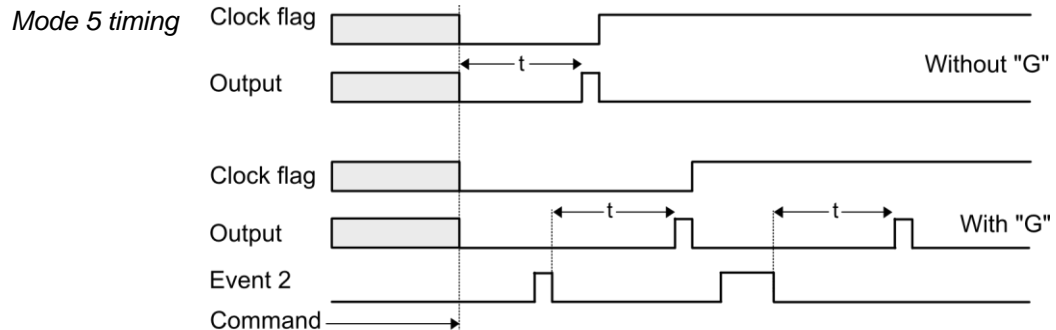 Mode 5 timing
Clock flag
t
Without "G"
Output
Clock flag
t
t
Output
With "G"
Event 2
Command